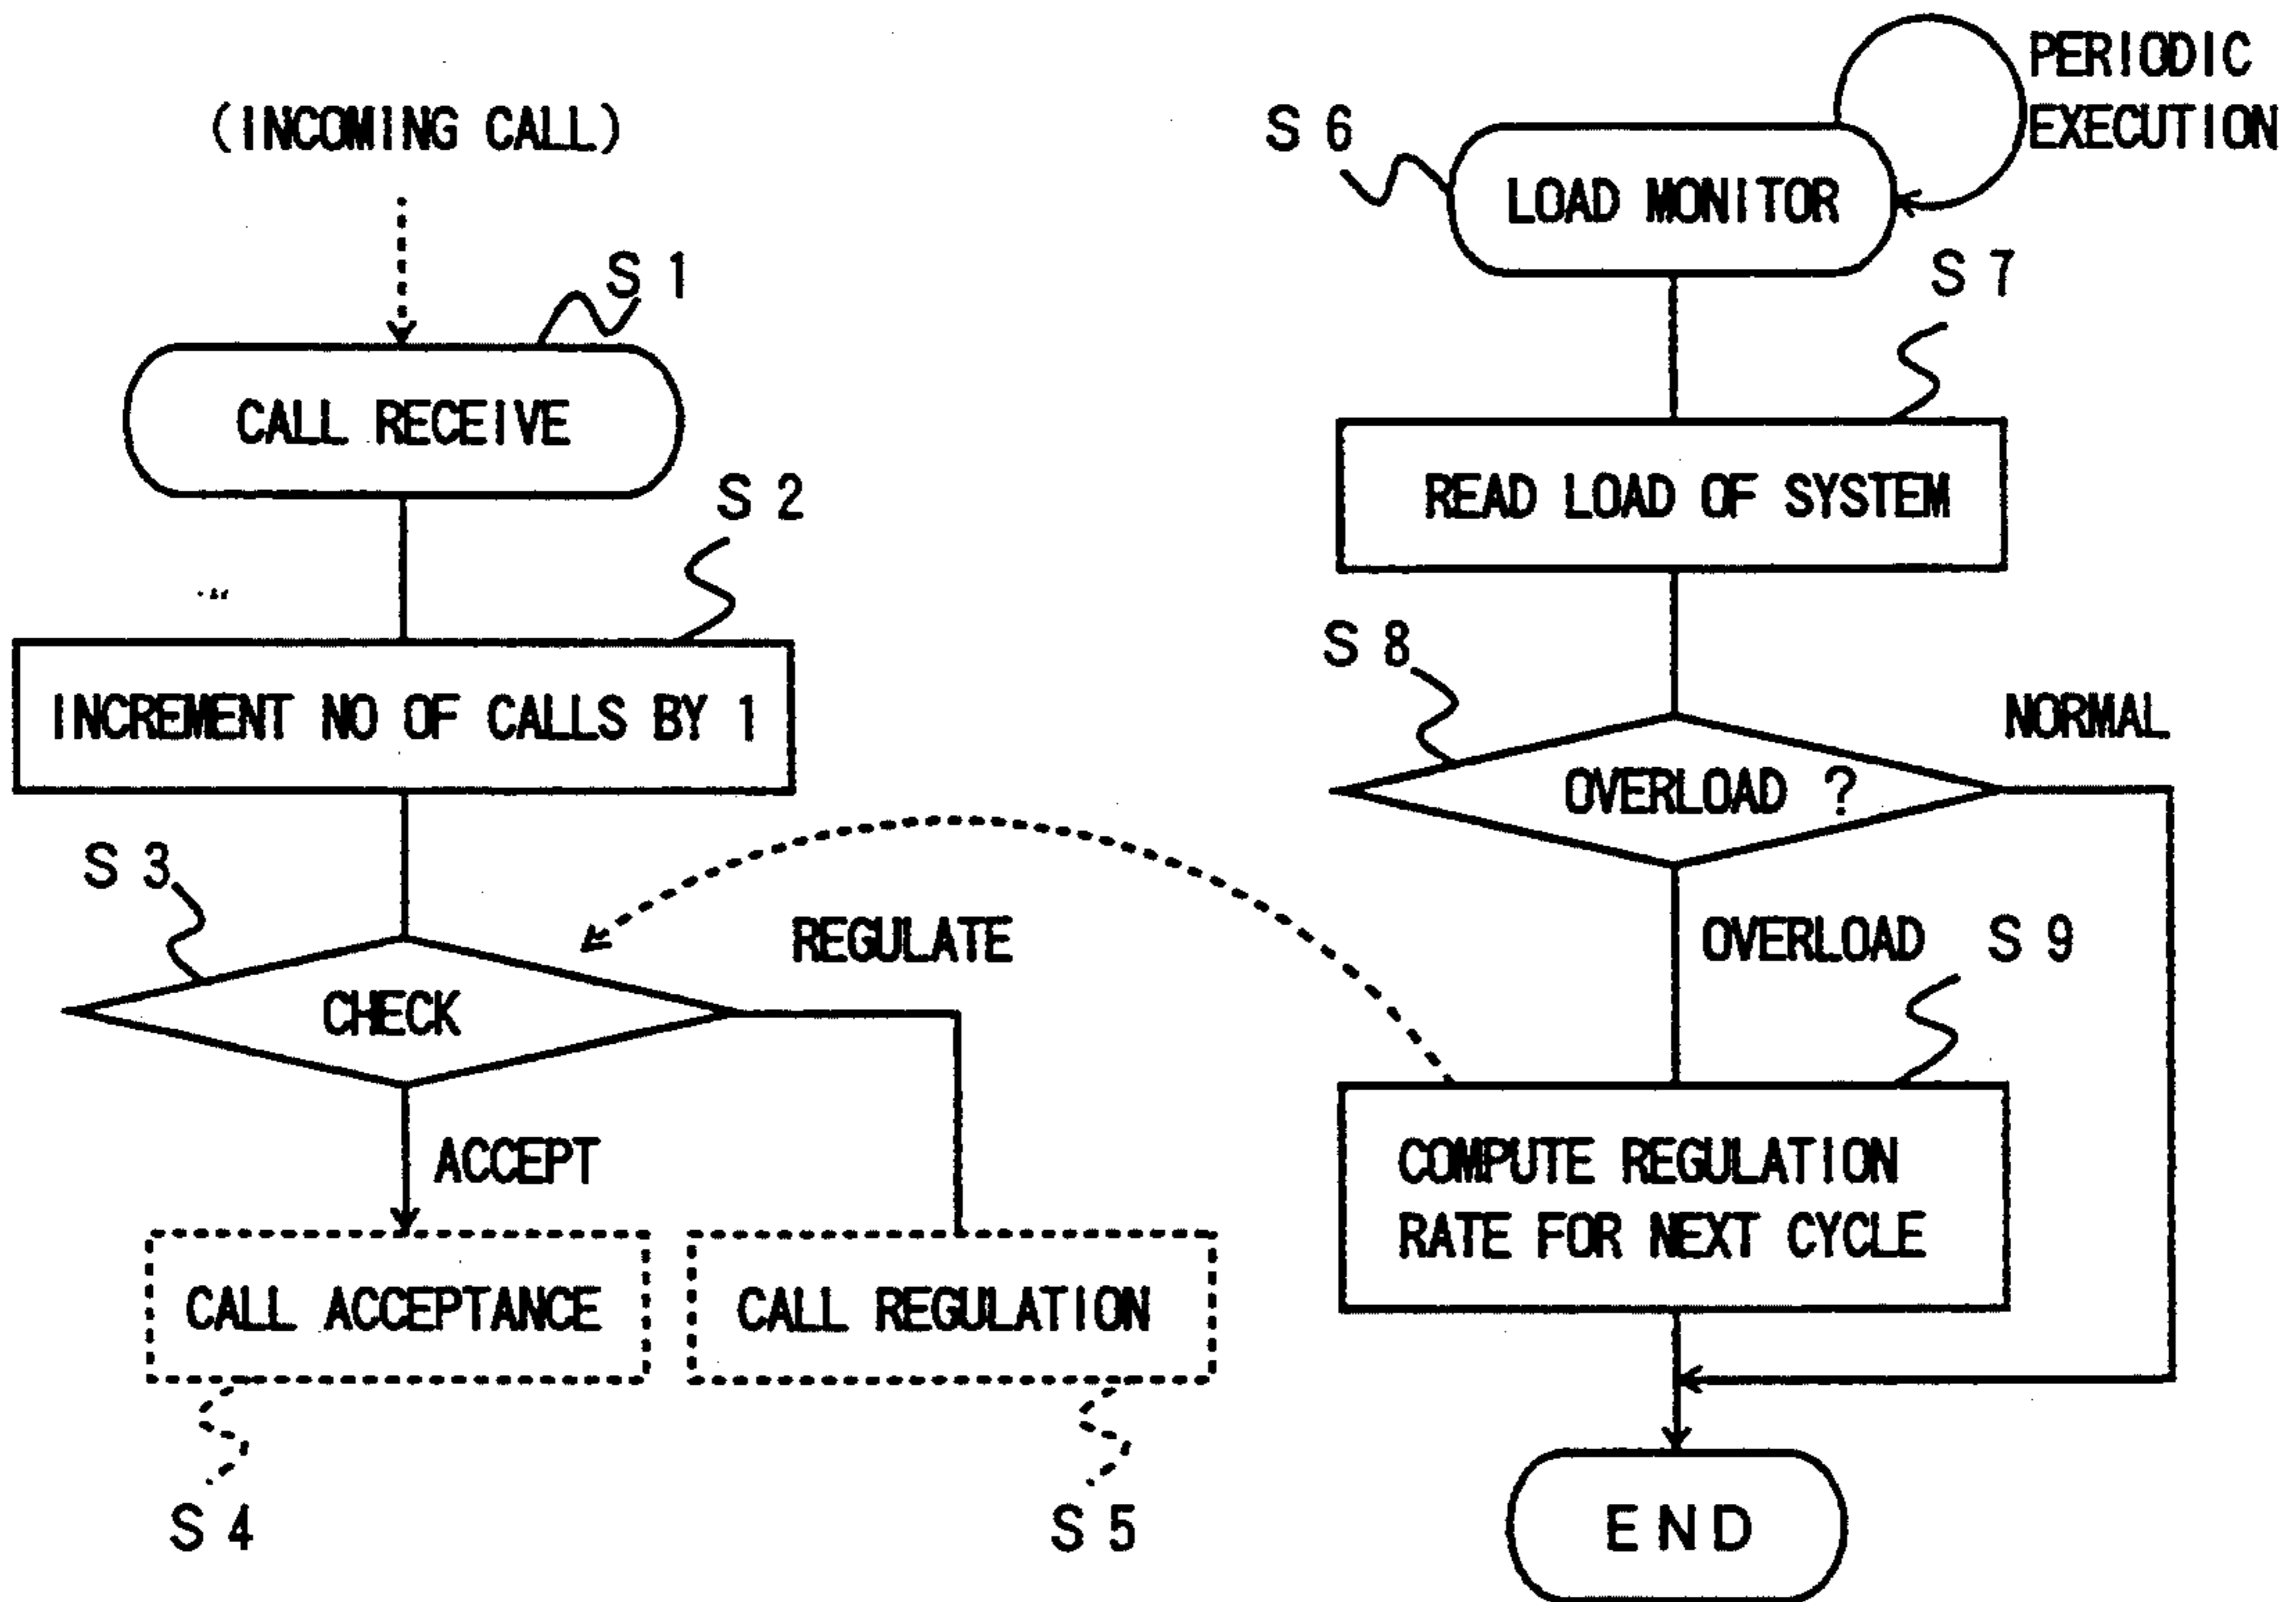 (INCOMING CALL)
S 1
CALL RECEIVE
S 2
INCREMENT NO OF CALLS BY 1
S 3
CHECK
REGULATE
ACCEPT
CALL ACCEPTANCE
CALL REGULATION
S 4
S 5
PERIODIC
EXECUTION
S 6
LOAD MONITOR
S 7
READ LOAD OF SYSTEM
S 8
NORMAL
OVERLOAD ?
OVERLOAD
S 9
COMPUTE REGULATION
RATE FOR NEXT CYCLE
END